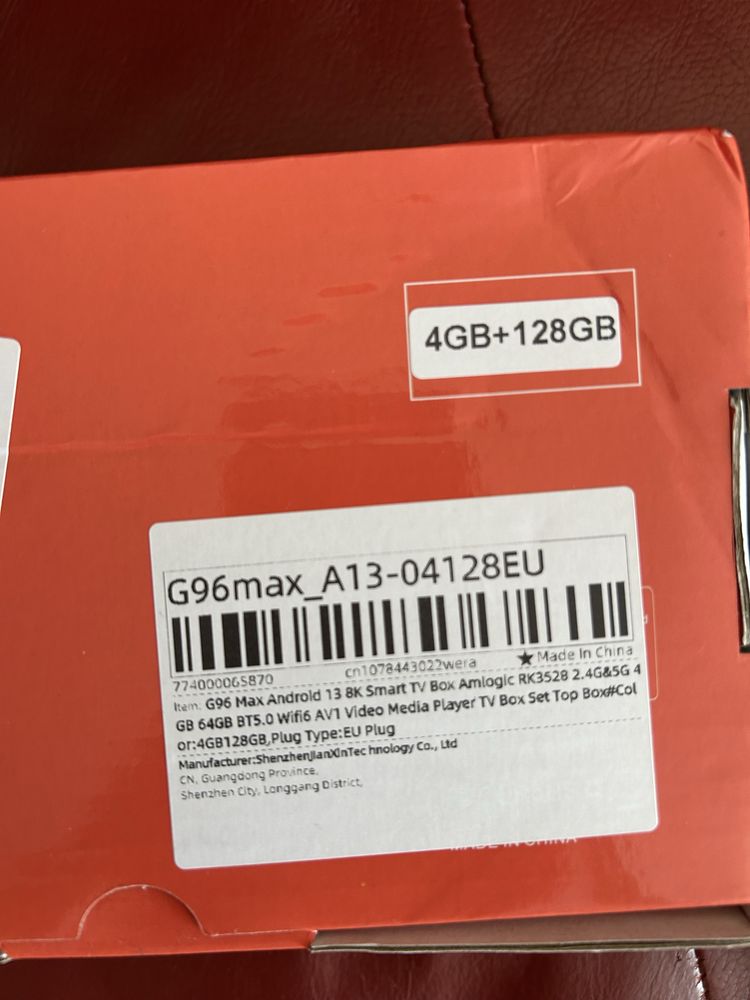 4GB+128GB
G96max_A13-04128EU
774000065870
cn1078443022wera
★ Made In China
Item: G96 Max Android 13 8K Smart TV Box Amlogic RK3528 2.4G&5G 4
GB 64GB BT5.0 Wifi6 AV1 Video Media Player TV Box Set Top Box#Col
or:4GB128GB,Plug Type:EU Plug
Manufacturer:ShenzhenJianXinTec hnology Co., Ltd
CN, Guangdong Province,
Shenzhen City, Longgang District,
MADE IN CHINA